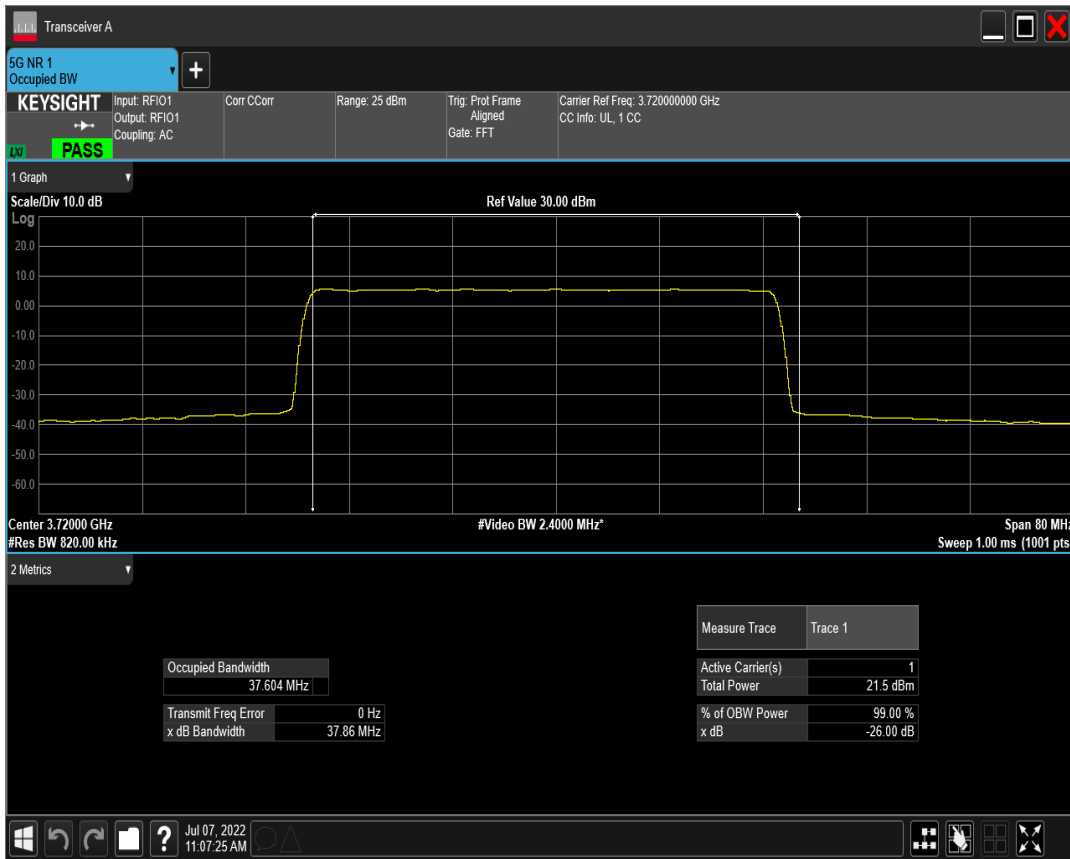 Transceiver A
5G NR 1
Occupied BW
KEYSIGHT
LXI
PASS
Input: RFIO1
Output: RFIO1
Coupling: AC
Corr CCorr
Range: 25 dBm
Trig: Prot Frame
Aligned
Gate: FFT
Carrier Ref Freq: 3.720000000 GHz
CC Info: UL, 1 CC
1 Graph
Scale/Div 10.0 dB
Ref Value 30.00 dBm
Log
20.0
10.0
0.00
-10.0
-20.0
-30.0
-40.0
-50.0
-60.0
Center 3.72000 GHz
#Video BW 2.4000 MHz*
Span 80 MHz
#Res BW 820.00 kHz
Sweep 1.00 ms (1001 pts
2 Metrics
Measure Trace Trace 1
Occupied Bandwidth
37.604 MHz
Active Carrier(s) 1
Total Power 21.5 dBm
Transmit Freq Error 0 Hz
x dB Bandwidth 37.86 MHz
% of OBW Power 99.00 %
x dB -26.00 dB
?
Jul 07, 2022
11:07:25 AM